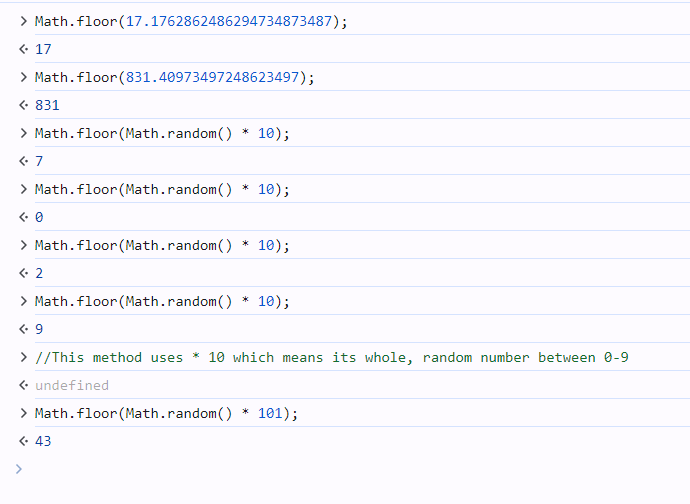 Math.floor(17.1762862486294734873487);
17
Math.floor(831.40973497248623497);
831
Math.floor(Math.random() * 10);
7
Math.floor(Math.random() * 10);
0
Math.floor(Math.random() * 10);
2
Math.floor(Math.random() * 10);
9
//This method uses * 10 which means its whole, random number between 0-9
undefined
Math.floor(Math.random() * 101);
43